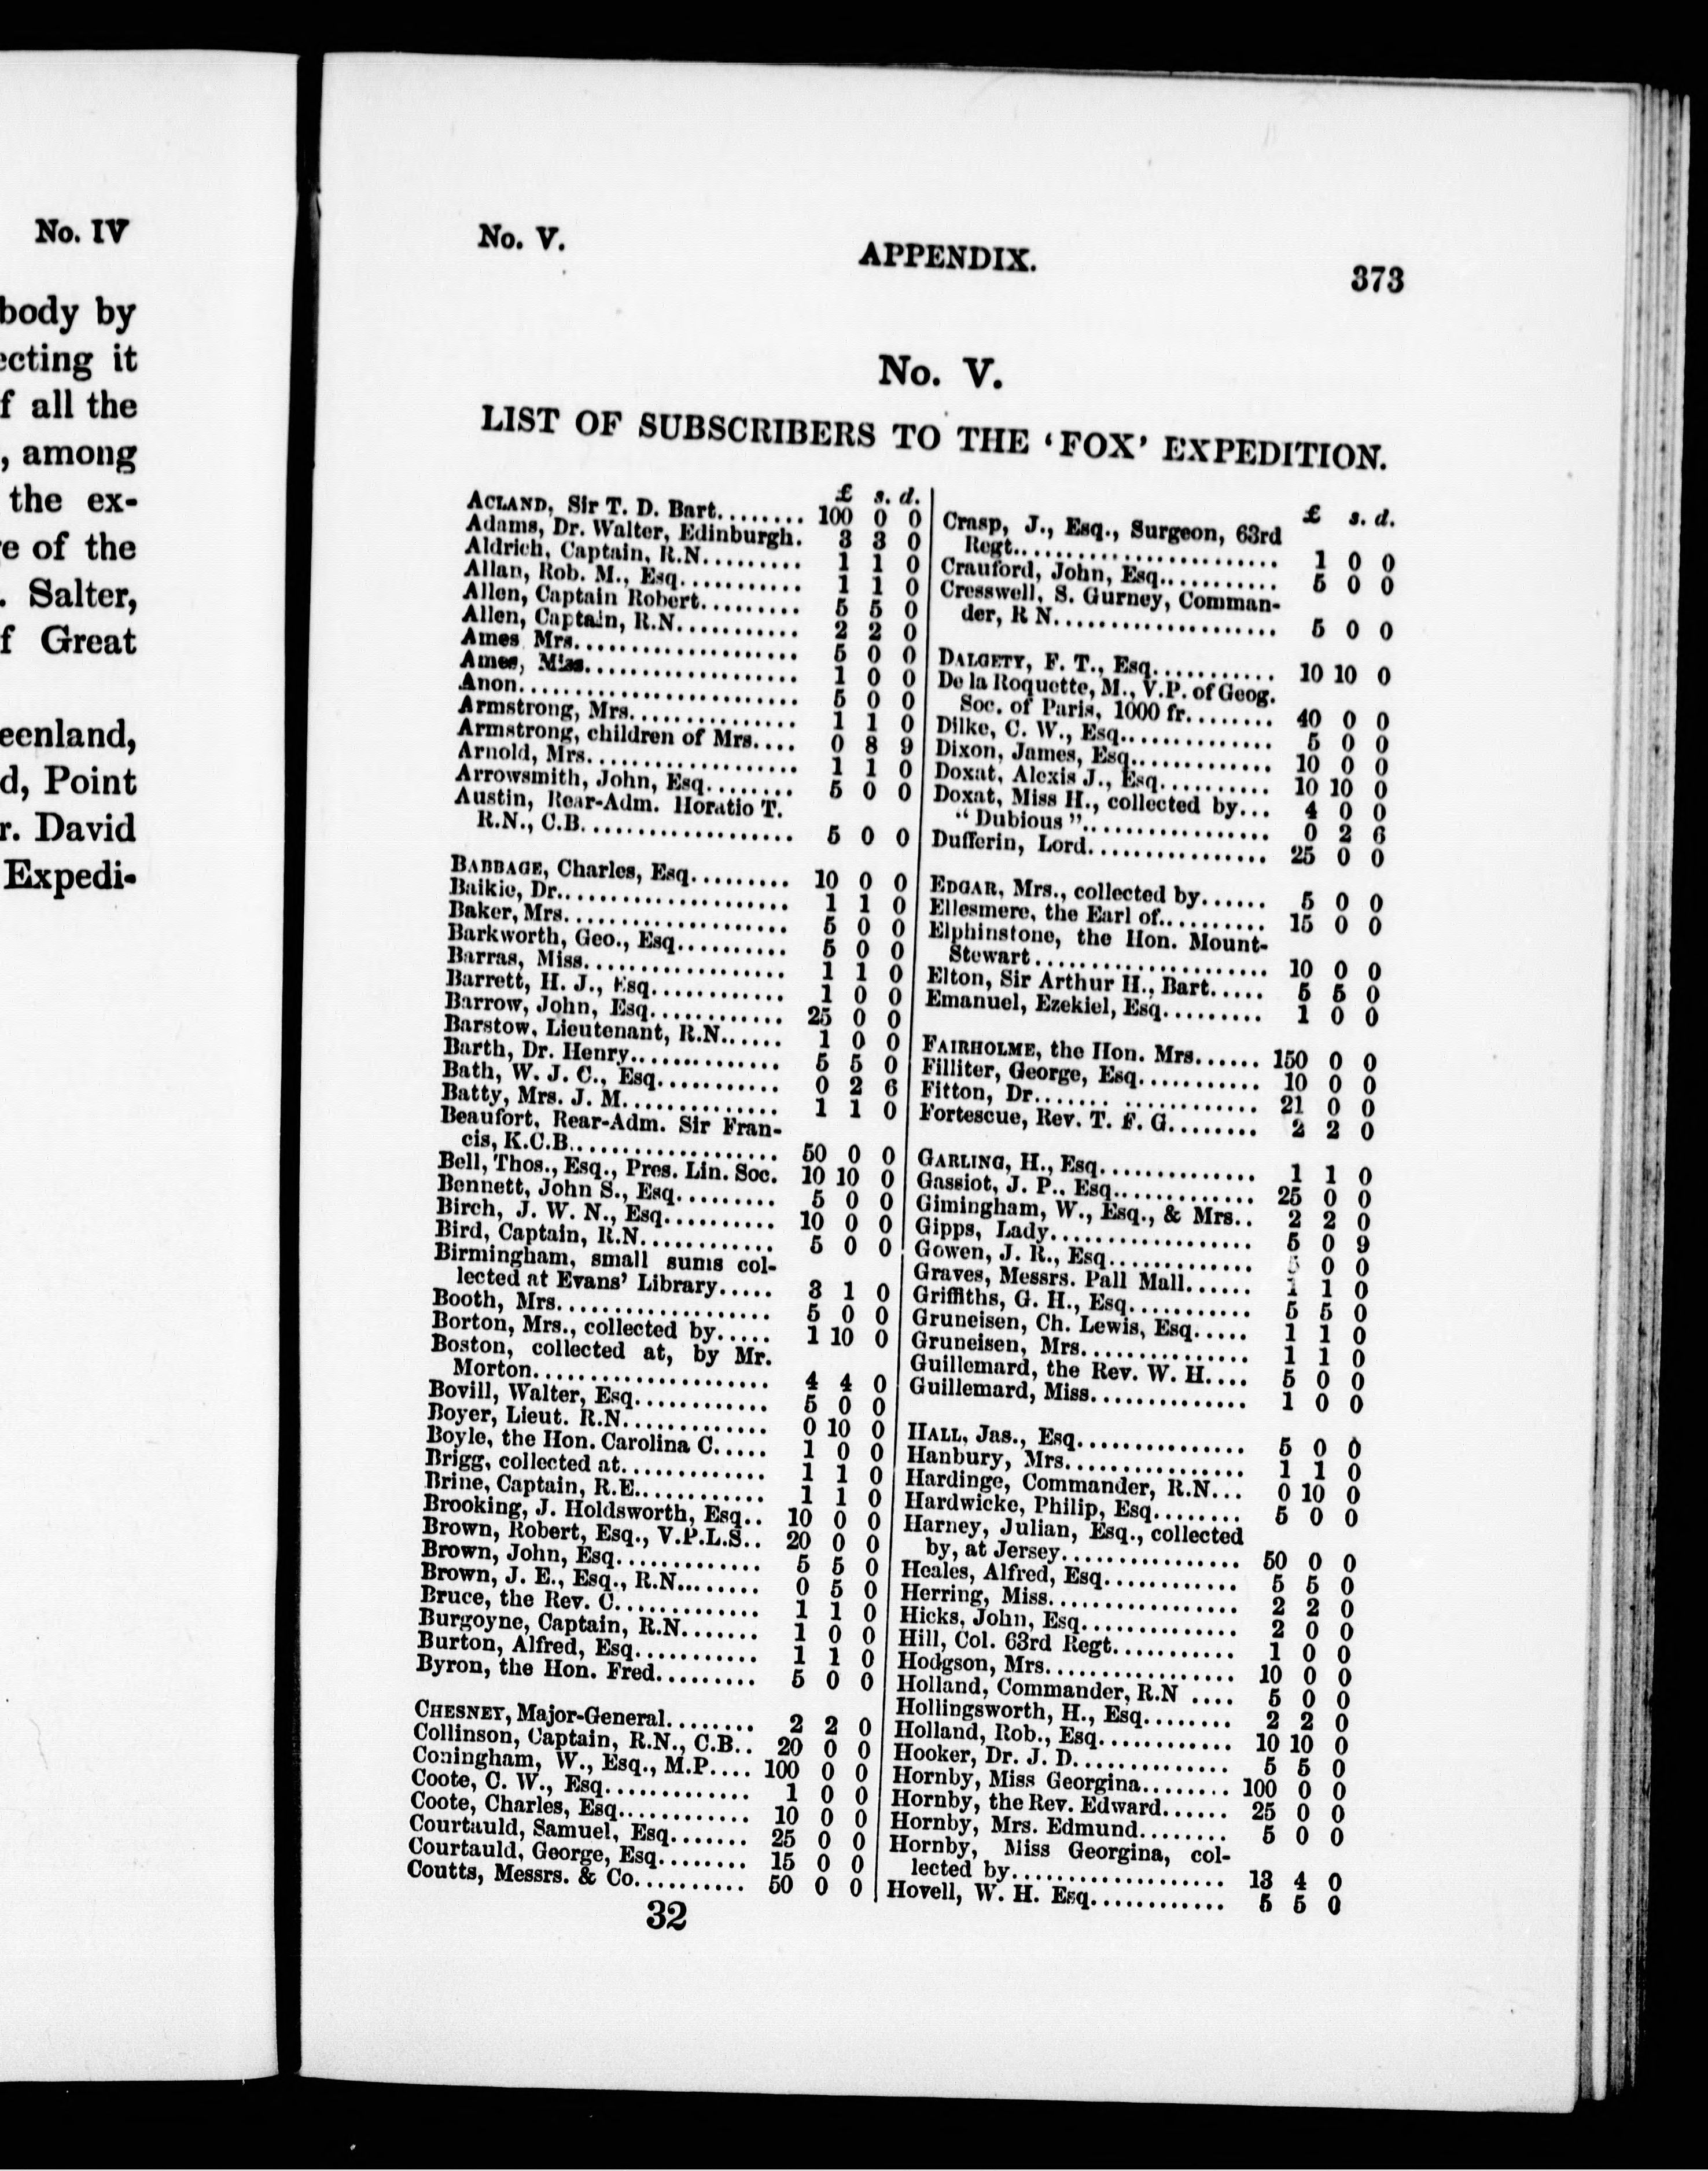 No. IV
body by
ecting it
f all the
, among
the ex-
e of the
. Salter,
f Great
eenland,
d, Point
r. David
Expedi-
No. V.
APPENDIX.
373
No. V.
LIST OF SUBSCRIBERS TO THE ‘FOX’ EXPEDITION.
£ s. d.
ACLAND, Sir T. D. Bart........ 100 0 0
Adams, Dr. Walter, Edinburgh. 3 3 0
Aldrich, Captain, R.N......... 1 1 0
Allan, Rob. M., Esq........... 1 1 0
Allen, Captain Robert......... 5 5 0
Allen, Captain, R.N........... 2 2 0
Ames Mrs.................... 5 0 0
Ames, Miss................... 1 0 0
Anon......................... 5 0 0
Armstrong, Mrs............... 1 1 0
Armstrong, children of Mrs.... 0 8 9
Arnold, Mrs.................. 1 1 0
Arrowsmith, John, Esq........ 5 0 0
Austin, Rear-Adm. Horatio T.
R.N., C.B................... 5 0 0
BABBAGE, Charles, Esq......... 10 0 0
Baikie, Dr.................... 1 1 0
Baker, Mrs................... 5 0 0
Barkworth, Geo., Esq.......... 5 0 0
Barras, Miss.................. 1 1 0
Barrett, H. J., Esq............ 1 0 0
Barrow, John, Esq............ 25 0 0
Barstow, Lieutenant, R.N...... 1 0 0
Barth, Dr. Henry.............. 5 5 0
Bath, W. J. C., Esq........... 0 2 6
Batty, Mrs. J. M.............. 1 1 0
Beaufort, Rear-Adm. Sir Fran-
cis, K.C.B................... 50 0 0
Bell, Thos., Esq., Pres. Lin. Soc. 10 10 0
Bennett, John S., Esq......... 5 0 0
Birch, J. W. N., Esq.......... 10 0 0
Bird, Captain, R.N............ 5 0 0
Birmingham, small sums col-
lected at Evans’ Library..... 3 1 0
Booth, Mrs.................... 5 0 0
Borton, Mrs., collected by..... 1 10 0
Boston, collected at, by Mr.
Morton...................... 4 4 0
Bovill, Walter, Esq............ 5 0 0
Boyer, Lieut. R.N............. 0 10 0
Boyle, the Hon. Carolina C..... 1 0 0
Brigg, collected at............. 1 1 0
Brine, Captain, R.E............ 1 1 0
Brooking, J. Holdsworth, Esq.. 10 0 0
Brown, Robert, Esq., V.P.L.S.. 20 0 0
Brown, John, Esq............. 5 5 0
Brown, J. E., Esq., R.N........ 0 5 0
Bruce, the Rev. C............. 1 1 0
Burgoyne, Captain, R.N....... 1 0 0
Burton, Alfred, Esq........... 1 1 0
Byron, the Hon. Fred......... 5 0 0
CHESNEY, Major-General........ 2 2 0
Collinson, Captain, R.N., C.B.. 20 0 0
Coningham, W., Esq., M.P.... 100 0 0
Coote, C. W., Esq............. 1 0 0
Coote, Charles, Esq............ 10 0 0
Courtauld, Samuel, Esq....... 25 0 0
Courtauld, George, Esq........ 15 0 0
Coutts, Messrs. & Co.......... 50 0 0
£ s. d.
Crasp, J., Esq., Surgeon, 63rd
Regt........................ 1 0 0
Crauford, John, Esq........... 5 0 0
Cresswell, S. Gurney, Comman-
der, R N.................... 5 0 0
DALGETY, F. T., Esq........... 10 10 0
De la Roquette, M., V.P. of Geog.
Soc. of Paris, 1000 fr........ 40 0 0
Dilke, C. W., Esq.............. 5 0 0
Dixon, James, Esq............. 10 0 0
Doxat, Alexis J., Esq.......... 10 10 0
Doxat, Miss H., collected by... 4 0 0
“ Dubious ”................. 0 2 6
Dufferin, Lord................ 25 0 0
EDGAR, Mrs., collected by...... 5 0 0
Ellesmere, the Earl of.......... 15 0 0
Elphinstone, the Hon. Mount-
Stewart..................... 10 0 0
Elton, Sir Arthur H., Bart..... 5 5 0
Emanuel, Ezekiel, Esq......... 1 0 0
FAIRHOLME, the Hon. Mrs...... 150 0 0
Filliter, George, Esq........... 10 0 0
Fitton, Dr....... ............ 21 0 0
Fortescue, Rev. T. F. G........ 2 2 0
GARLING, H., Esq.............. 1 1 0
Gassiot, J. P., Esq............. 25 0 0
Gimingham, W., Esq., & Mrs.. 2 2 0
Gipps, Lady.................. 5 0 9
Gowen, J. R., Esq............. 5 0 0
Graves, Messrs. Pall Mall...... 1 1 0
Griffiths, G. H., Esq........... 5 5 0
Gruneisen, Ch. Lewis, Esq..... 1 1 0
Gruneisen, Mrs............... 1 1 0
Guillemard, the Rev. W. H.... 5 0 0
Guillemard, Miss.............. 1 0 0
HALL, Jas., Esq............... 5 0 0
Hanbury, Mrs................. 1 1 0
Hardinge, Commander, R.N... 0 10 0
Hardwicke, Philip, Esq........ 5 0 0
Harney, Julian, Esq., collected
by, at Jersey................ 50 0 0
Heales, Alfred, Esq............ 5 5 0
Herring, Miss................. 2 2 0
Hicks, John, Esq.............. 2 0 0
Hill, Col. 63rd Regt........... 1 0 0
Hodgson, Mrs................. 10 0 0
Holland, Commander, R.N .... 5 0 0
Hollingsworth, H., Esq........ 2 2 0
Holland, Rob., Esq............ 10 10 0
Hooker, Dr. J. D.............. 5 5 0
Hornby, Miss Georgina........ 100 0 0
Hornby, the Rev. Edward...... 25 0 0
Hornby, Mrs. Edmund........ 5 0 0
Hornby, Miss Georgina, col-
lected by.................... 13 4 0
Hovell, W. H. Esq............ 5 5 0
32